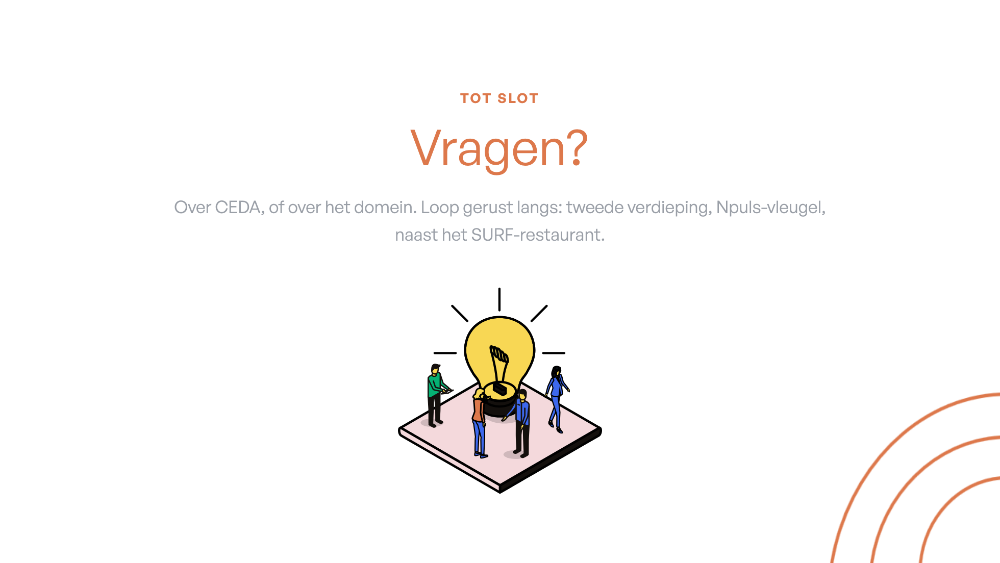 TOT SLOT
Vragen?
Over CEDA, of over het domein. Loop gerust langs: tweede verdieping, Npuls-vleugel,
naast het SURF-restaurant.